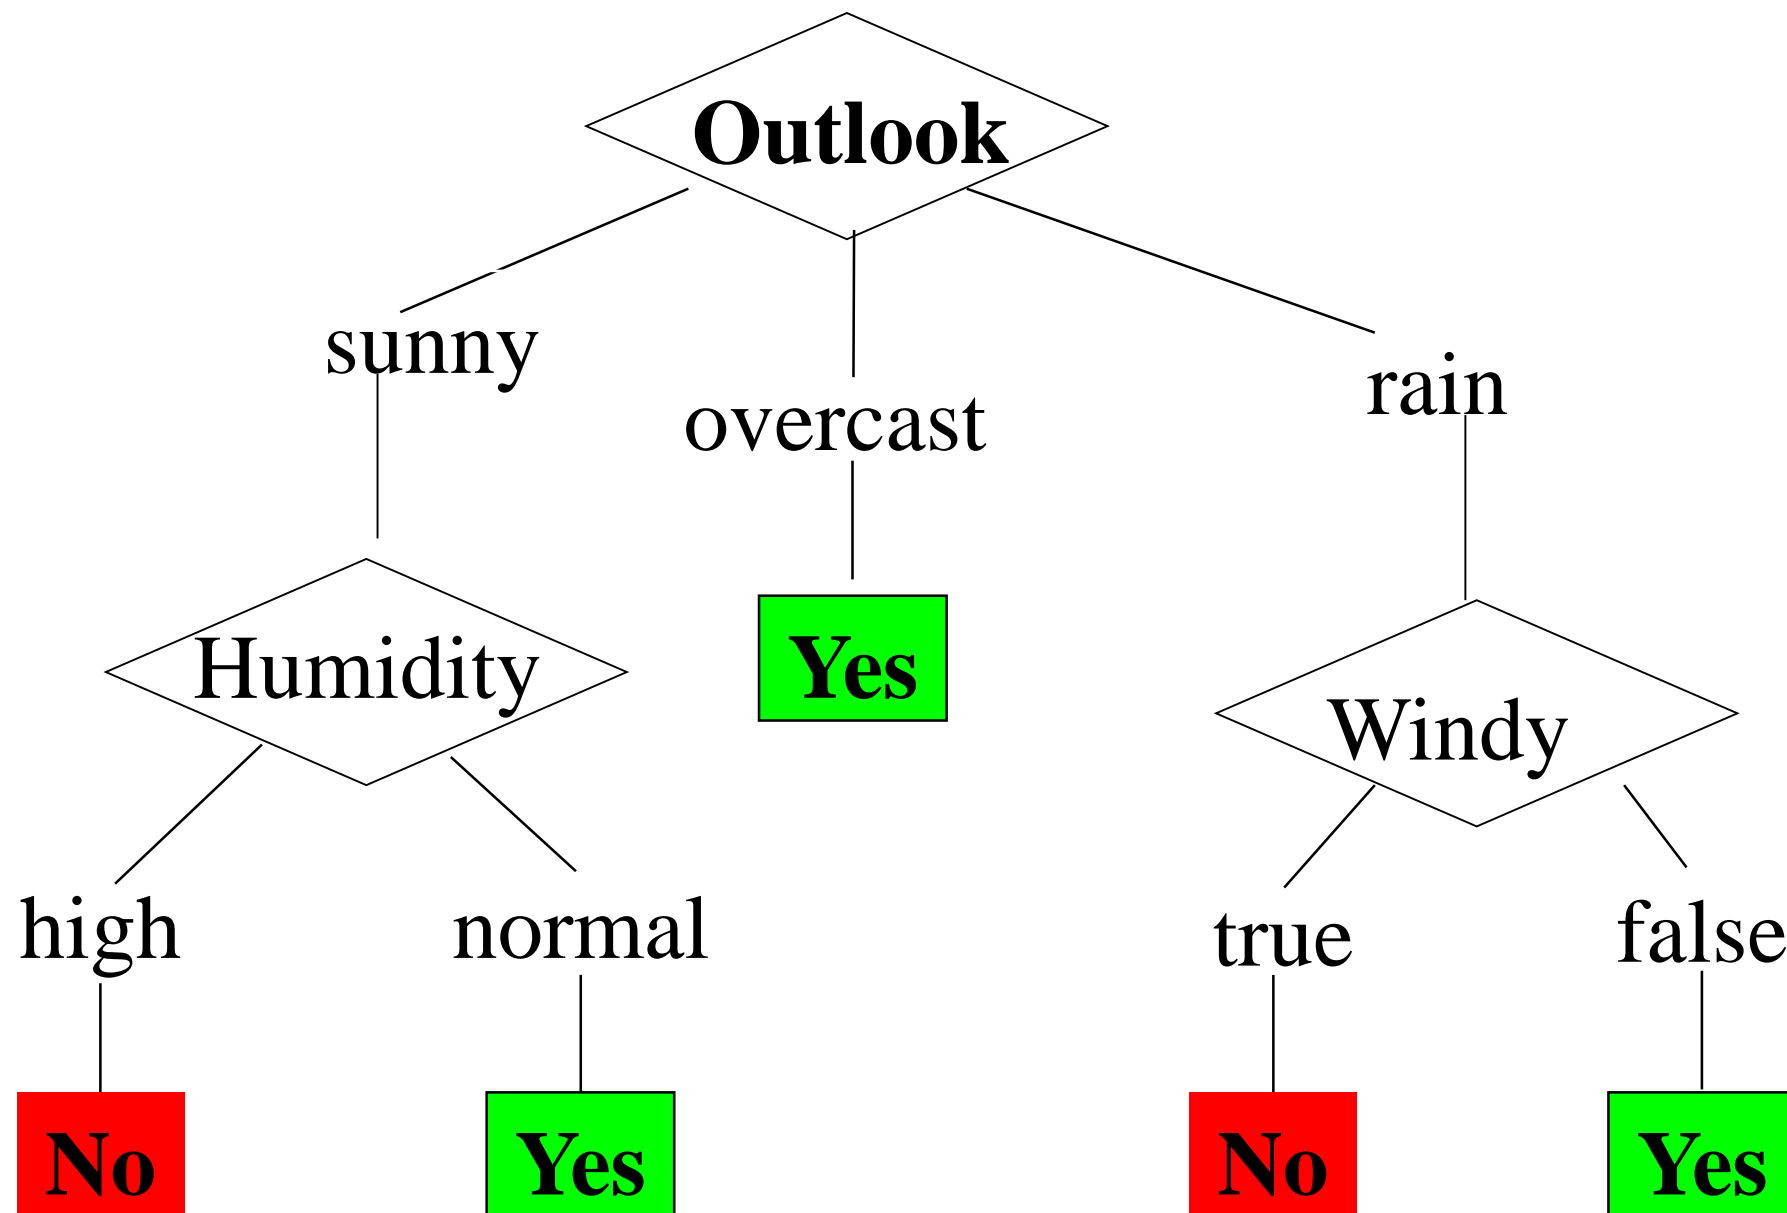 Outlook
sunny
overcast
rain
Humidity
Yes
Windy
high
normal
true
false
No
Yes
No
Yes